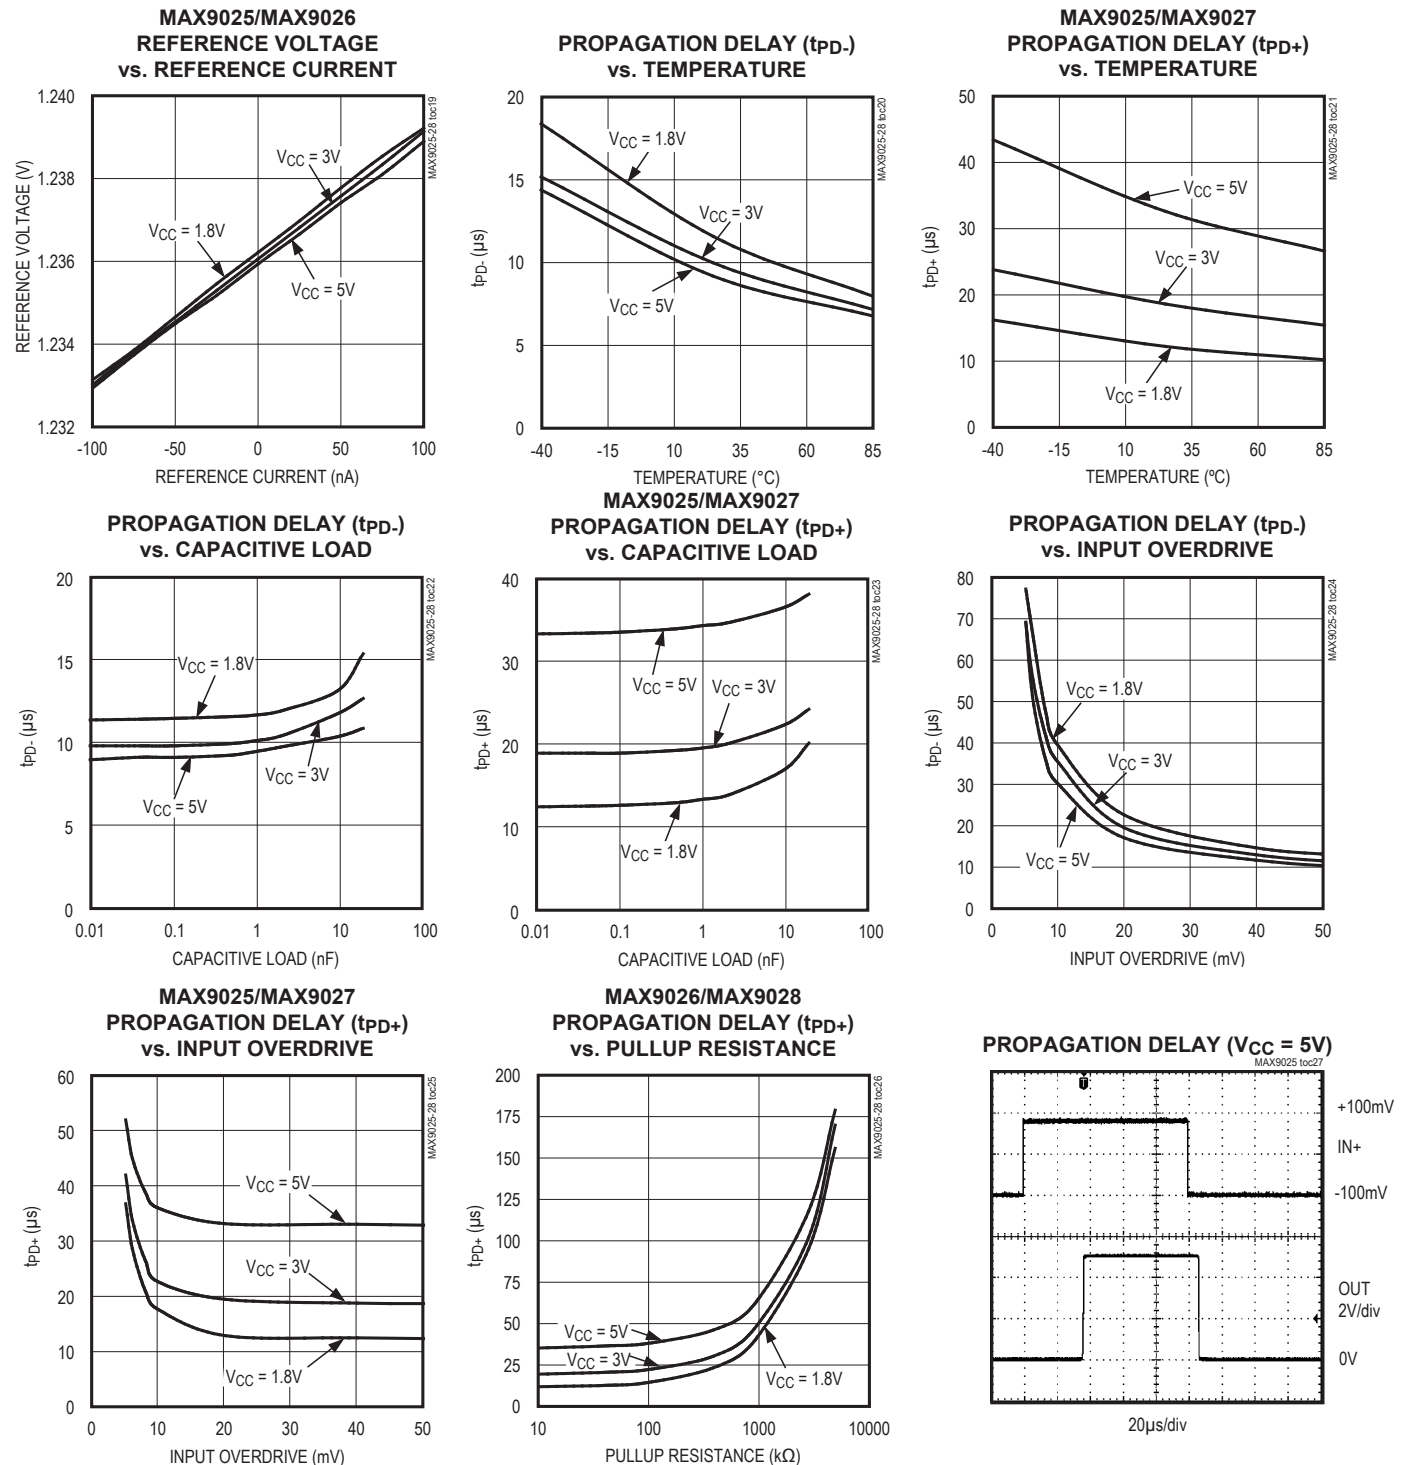 MAX9025/MAX9026
REFERENCE VOLTAGE
vs. REFERENCE CURRENT
MAX9025-28 toc19
1.240
1.238
1.236
1.234
1.232
REFERENCE VOLTAGE (V)
VCC = 3V
VCC = 1.8V
VCC = 5V
-100
-50
0
50
100
REFERENCE CURRENT (nA)
PROPAGATION DELAY (tPD-)
vs. TEMPERATURE
MAX9025-28 toc20
20
15
10
5
0
tPD- (µs)
VCC = 1.8V
VCC = 3V
VCC = 5V
-40
-15
10
35
60
85
TEMPERATURE (°C)
MAX9025/MAX9027
PROPAGATION DELAY (tPD+)
vs. TEMPERATURE
MAX9025-28 toc21
50
40
30
20
10
0
tPD+ (µs)
VCC = 5V
VCC = 3V
VCC = 1.8V
-40
-15
10
35
60
85
TEMPERATURE (ºC)
PROPAGATION DELAY (tPD-)
vs. CAPACITIVE LOAD
MAX9025-28 toc22
20
15
10
5
0
tPD- (µs)
VCC = 1.8V
VCC = 3V
VCC = 5V
0.01
0.1
1
10
100
CAPACITIVE LOAD (nF)
MAX9025/MAX9027
PROPAGATION DELAY (tPD+)
vs. CAPACITIVE LOAD
MAX9025-28 toc23
40
30
20
10
0
tPD+ (µs)
VCC = 5V
VCC = 3V
VCC = 1.8V
0.01
0.1
1
10
100
CAPACITIVE LOAD (nF)
PROPAGATION DELAY (tPD-)
vs. INPUT OVERDRIVE
MAX9025-28 toc24
80
70
60
50
40
30
20
10
0
tPD- (µs)
VCC = 1.8V
VCC = 3V
VCC = 5V
0
10
20
30
40
50
INPUT OVERDRIVE (mV)
MAX9025/MAX9027
PROPAGATION DELAY (tPD+)
vs. INPUT OVERDRIVE
MAX9025-28 toc25
60
50
40
30
20
10
0
tPD+ (µs)
VCC = 5V
VCC = 3V
VCC = 1.8V
0
10
20
30
40
50
INPUT OVERDRIVE (mV)
MAX9026/MAX9028
PROPAGATION DELAY (tPD+)
vs. PULLUP RESISTANCE
MAX9025-28 toc26
200
175
150
125
100
75
50
25
0
tPD+ (µs)
VCC = 5V
VCC = 3V
VCC = 1.8V
10
100
1000
10000
PULLUP RESISTANCE (kΩ)
PROPAGATION DELAY (VCC = 5V)
MAX9025 toc27
T
+100mV
IN+
-100mV
OUT
2V/div
0V
20µs/div